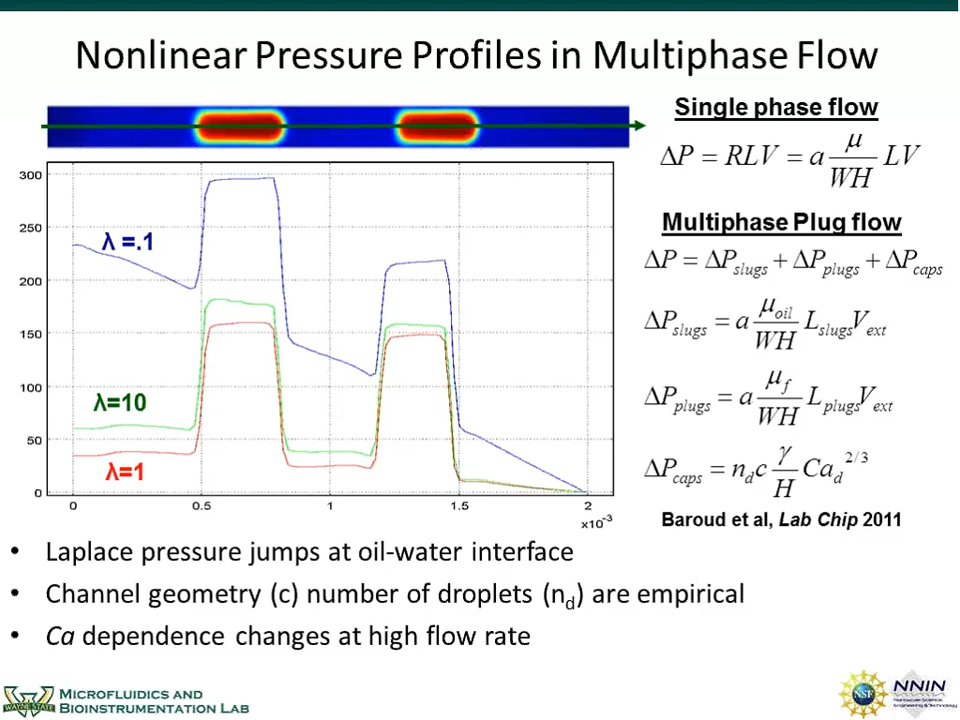 Nonlinear Pressure Profiles in Multiphase Flow
Single phase flow
ΔP = RLV = a μ/WH LV
Multiphase Plug flow
ΔP = ΔP_slugs + ΔP_plugs + ΔP_caps
ΔP_slugs = a μ_oil/WH L_slugs V_ext
ΔP_plugs = a μ_f/WH L_plugs V_ext
ΔP_caps = n_d c γ/H Ca_d^2/3
Baroud et al, Lab Chip 2011
300
250
200
150
100
50
0
λ =.1
λ=10
λ=1
0 0.5 1 1.5 2
x10^-3
• Laplace pressure jumps at oil-water interface
• Channel geometry (c) number of droplets (n_d) are empirical
• Ca dependence changes at high flow rate
WAYNE STATE
MICROFLUIDICS AND
BIOINSTRUMENTATION LAB
NSF
NNIN